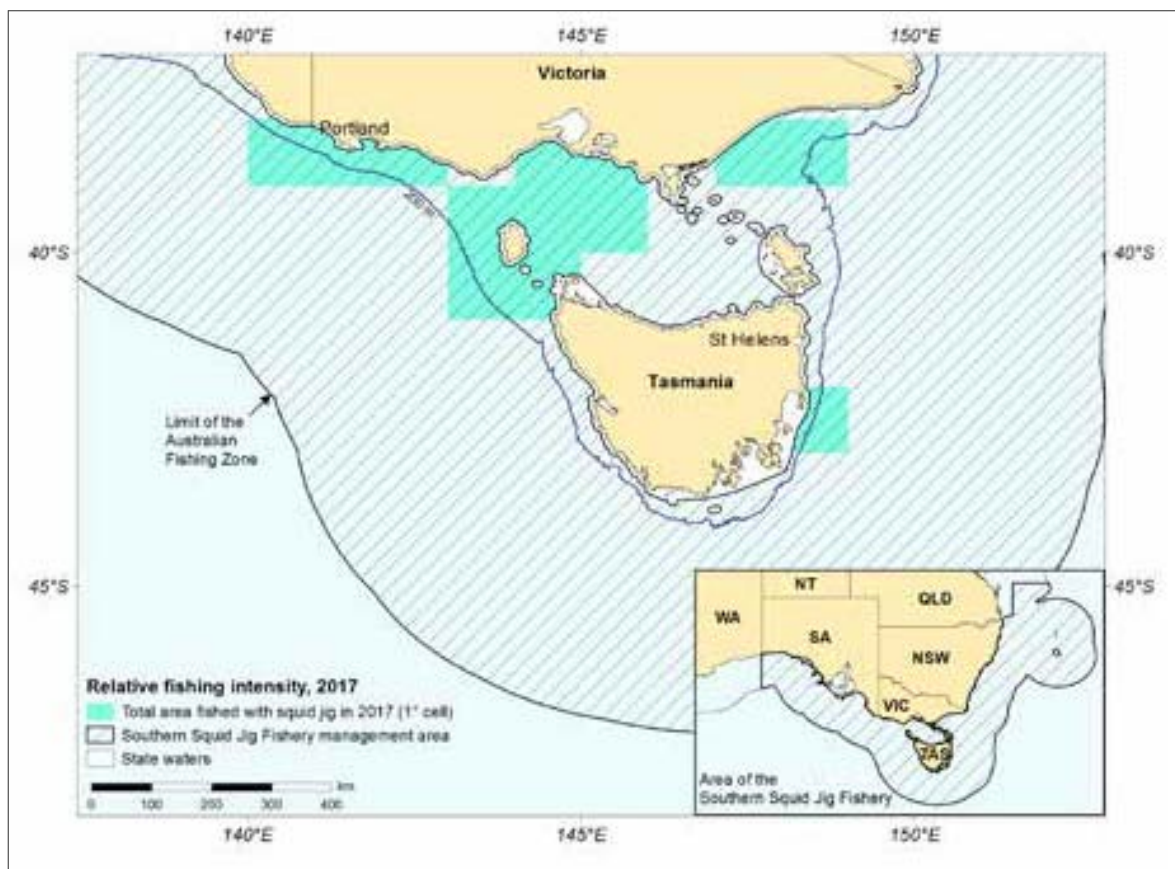 140°E
145°E
150°E
Victoria
Portland
200 m
40°S
40°S
St Helens
Tasmania
Limit of the
Australian
Fishing Zone
45°S
45°S
NT
QLD
WA
SA
NSW
VIC
TAS
Area of the
Southern Squid Jig Fishery
Relative fishing intensity, 2017
Total area fished with squid jig in 2017 (1° cell)
Southern Squid Jig Fishery management area
State waters
km
0 100 200 300 400
140°E
145°E
150°E